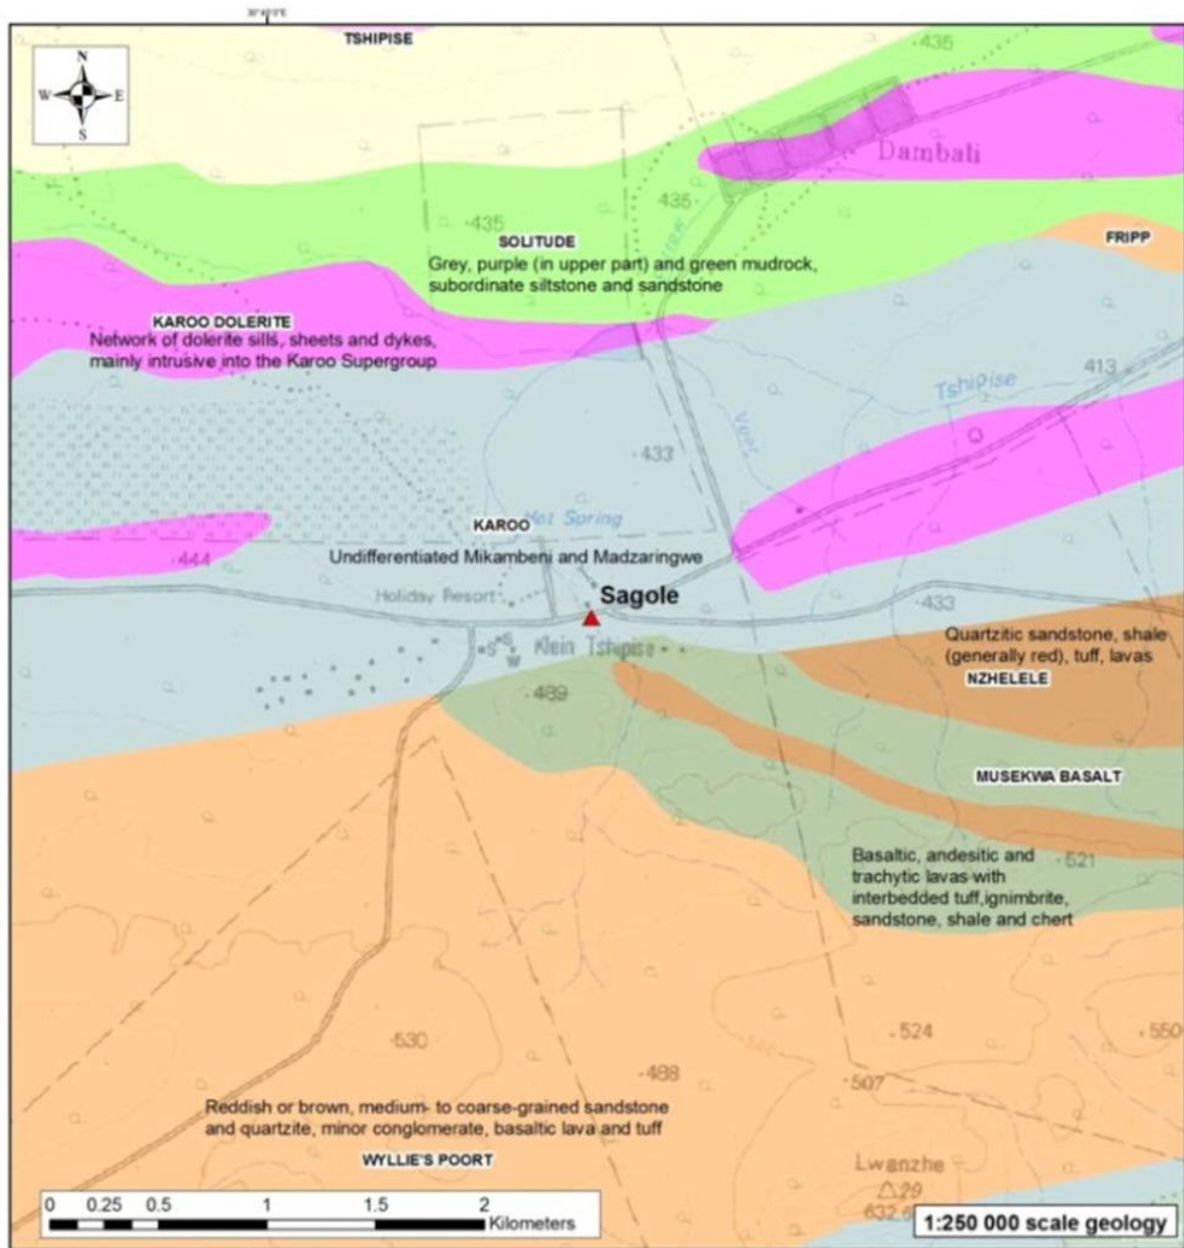 30°40'0"E
TSHIPISE
N
W E
S
435
Dambali
435
435
SOLITUDE
FRIPP
Grey, purple (in upper part) and green mudrock,
subordinate siltstone and sandstone
KAROO DOLERITE
Network of dolerite sills, sheets and dykes,
mainly intrusive into the Karoo Supergroup
413
Tshipise
433
KAROO
Hot Spring
Undifferentiated Mikambeni and Madzaringwe
444
Holiday Resort
Sagole
433
Klein Tshipise
Quartzitic sandstone, shale
(generally red), tuff, lavas
NZHELELE
489
MUSEKWA BASALT
Basaltic, andesitic and
trachytic lavas with
interbedded tuff,ignimbrite,
sandstone, shale and chert
521
530
524
550
488
507
Reddish or brown, medium- to coarse-grained sandstone
and quartzite, minor conglomerate, basaltic lava and tuff
WYLLIE'S POORT
Lwanzhe
29
0 0.25 0.5 1 1.5 2
Kilometers
1:250 000 scale geology